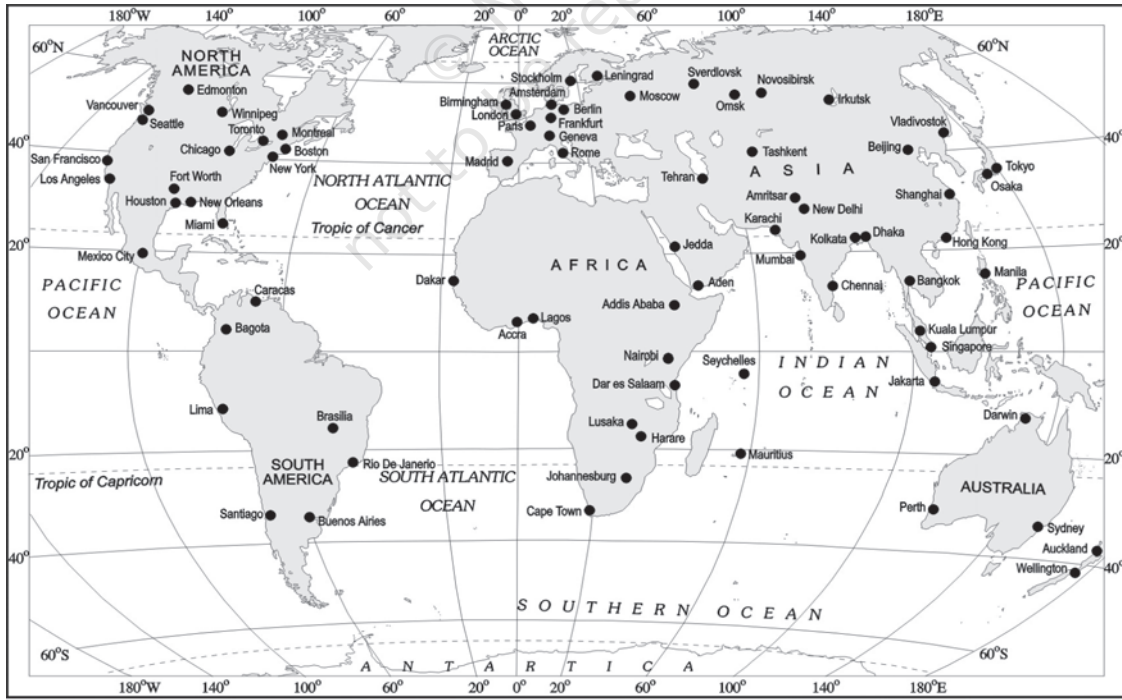 180°W 140° 100° 60° 20° 0° 20° 60° 100° 140° 180°E
ARCTIC
OCEAN
60°N
60°N
NORTH
AMERICA
Edmonton
Vancouver
Seattle
Winnipeg
Toronto
Montreal
Chicago
Boston
New York
40°
San Francisco
Los Angeles
Fort Worth
Houston
New Orleans
Miami
20°
Mexico City
NORTH ATLANTIC
OCEAN
Tropic of Cancer
Stockholm
Leningrad
Amsterdam
Birmingham
London
Berlin
Paris
Frankfurt
Geneva
Madrid
Rome
Moscow
Sverdlovsk
Omsk
Novosibirsk
Irkutsk
Vladivostok
40°
Tashkent
Beijing
ASIA
Tehran
Tokyo
Osaka
Amritsar
New Delhi
Shanghai
Karachi
Kolkata
Dhaka
Hong Kong
20°
Mumbai
Jedda
AFRICA
Dakar
Aden
Chennai
Bangkok
Manila
PACIFIC
OCEAN
PACIFIC
OCEAN
Caracas
Bagota
Addis Ababa
Lagos
Accra
Kuala Lumpur
Singapore
Nairobi
Seychelles
INDIAN
OCEAN
Dar es Salaam
Jakarta
Lima
Brasilia
Lusaka
Harare
Darwin
20°
Tropic of Capricorn
SOUTH
AMERICA
Rio De Janerio
SOUTH ATLANTIC
OCEAN
Mauritius
Johannesburg
20°
AUSTRALIA
Santiago
Buenos Airies
Cape Town
Perth
Sydney
Auckland
Wellington
40°
40°
SOUTHERN OCEAN
60°S
60°S
ANTARTICA
180°W 140° 100° 60° 20° 0° 20° 60° 100° 140° 180°E